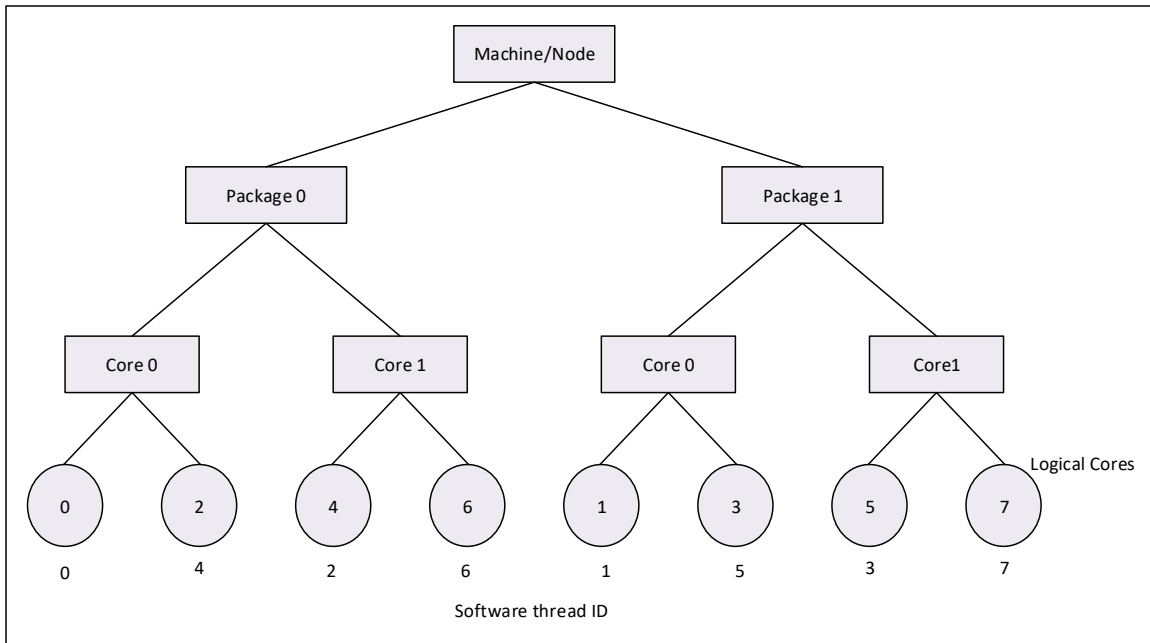 Machine/Node
Package 0
Package 1
Core 0
Core 1
Core 0
Core1
Logical Cores
0
2
4
6
1
3
5
7
0
4
2
6
1
5
3
7
Software thread ID